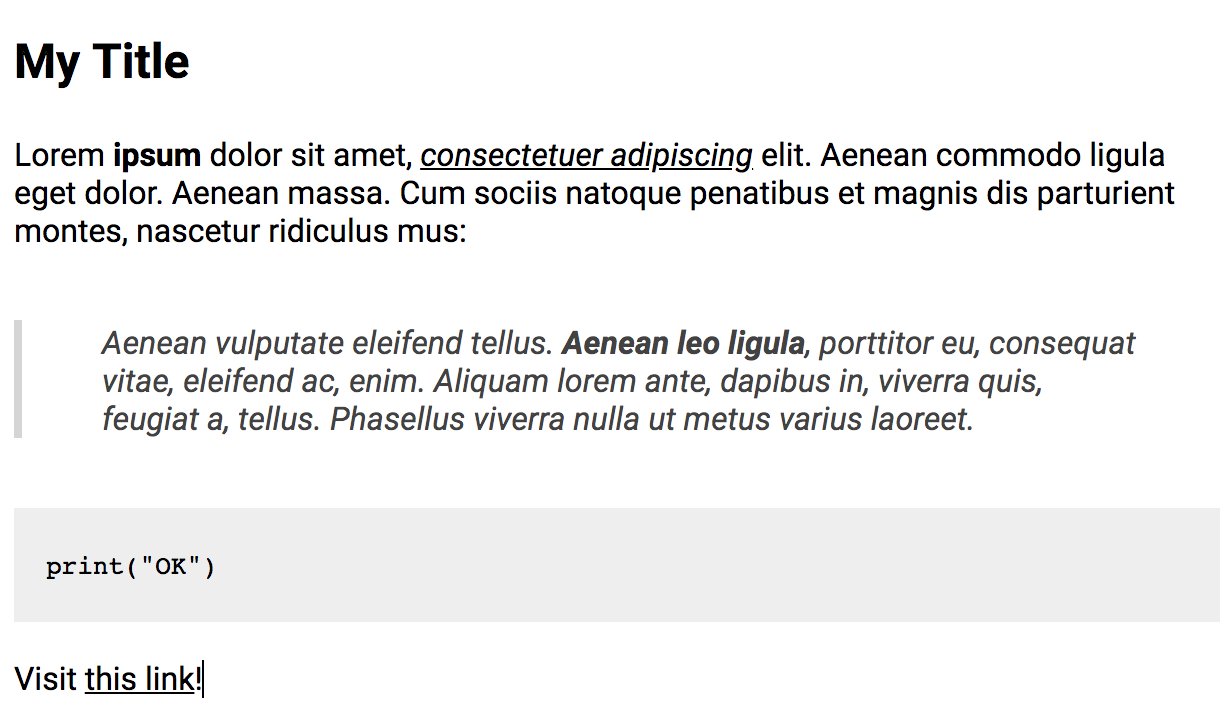 My Title
Lorem ipsum dolor sit amet, consectetuer adipiscing elit. Aenean commodo ligula
eget dolor. Aenean massa. Cum sociis natoque penatibus et magnis dis parturient
montes, nascetur ridiculus mus:
Aenean vulputate eleifend tellus. Aenean leo ligula, porttitor eu, consequat
vitae, eleifend ac, enim. Aliquam lorem ante, dapibus in, viverra quis,
feugiat a, tellus. Phasellus viverra nulla ut metus varius laoreet.
print("OK")
Visit this link!